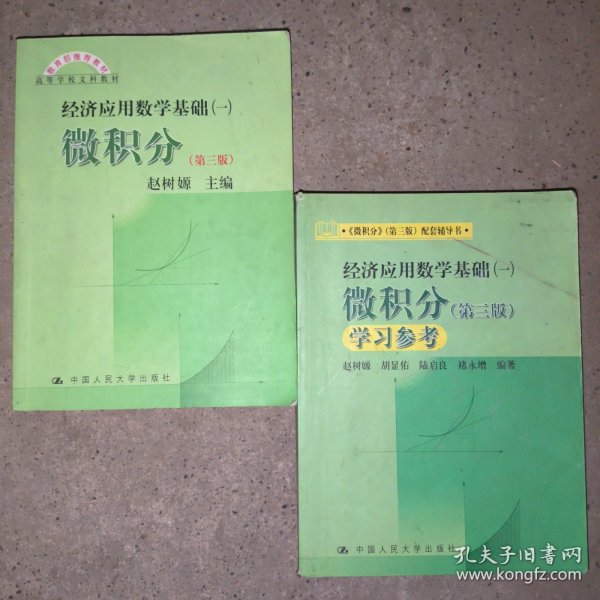 教育部推荐教材
高等学校文科教材
经济应用数学基础(一)
微积分(第三版)
赵树嫄 主编
中国人民大学出版社
•《微积分》(第三版)配套辅导书•
经济应用数学基础(一)
微积分(第三版)
学习参考
赵树嫄 胡显佑 陆启良 褚永增 编著
中国人民大学出版社
孔夫子旧书网
www.kongfz.com